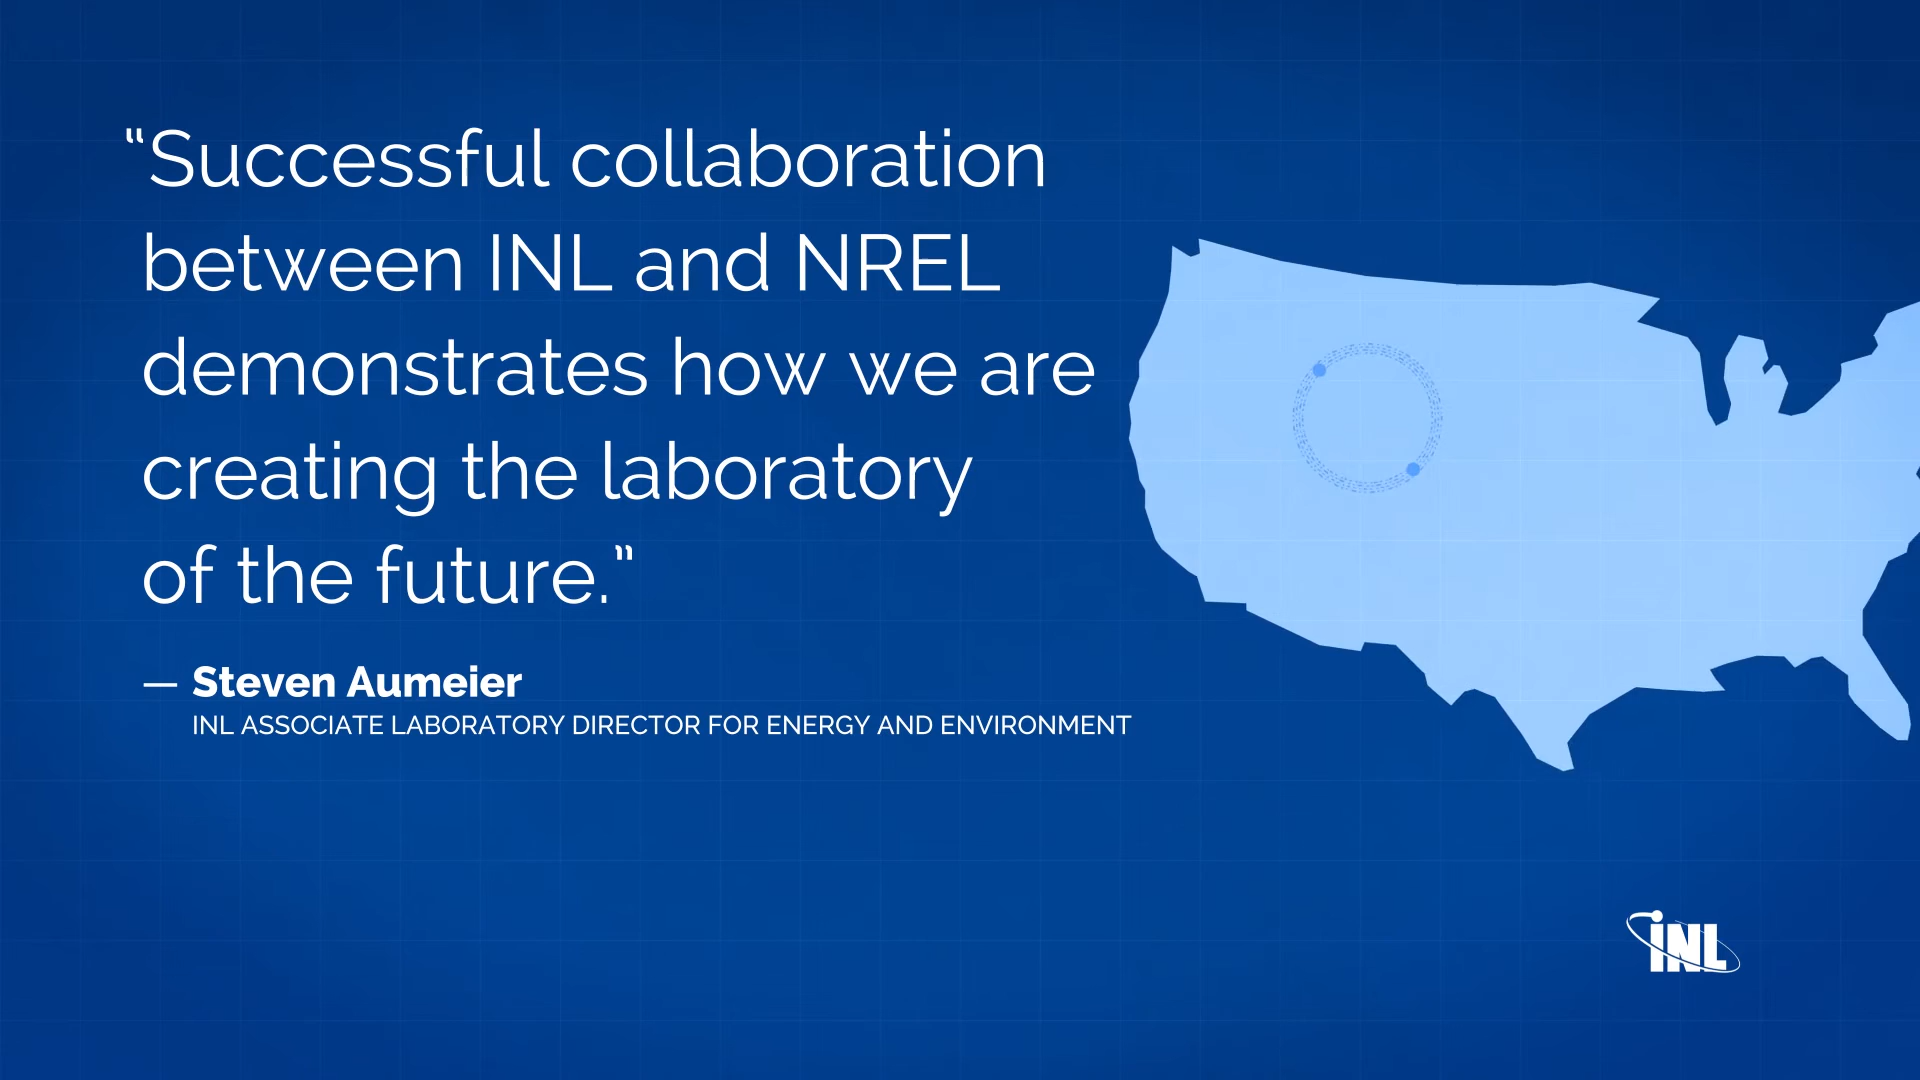 “Successful collaboration
between INL and NREL
demonstrates how we are
creating the laboratory
of the future.”
— Steven Aumeier
INL ASSOCIATE LABORATORY DIRECTOR FOR ENERGY AND ENVIRONMENT
INL